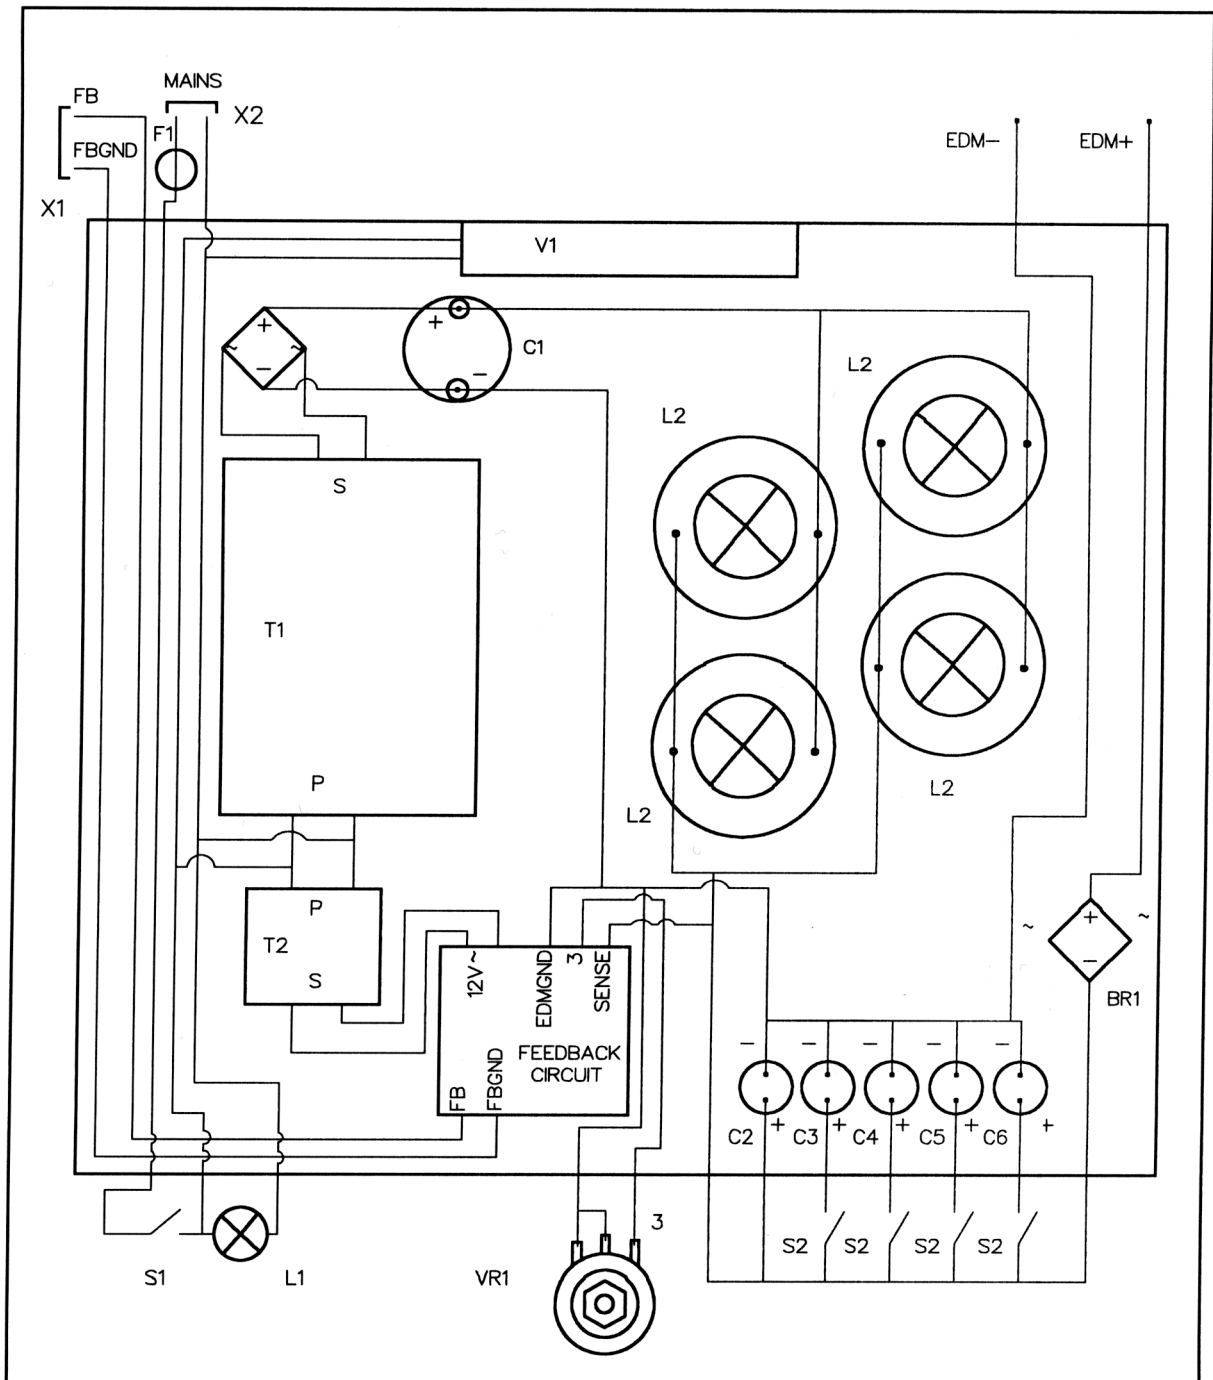 MAINS
FB
X2
F1
EDM-
EDM+
FBGND
X1
V1
+
+
C1
~
~
-
-
L2
L2
S
T1
P
L2
L2
P
T2
S
12V~
EDMGND
3
SENSE
~
+
~
-
BR1
FEEDBACK
CIRCUIT
FB
FBGND
-
-
-
-
-
C2
+
C3
+
C4
+
C5
+
C6
+
3
S2
S2
S2
S2
S1
L1
VR1